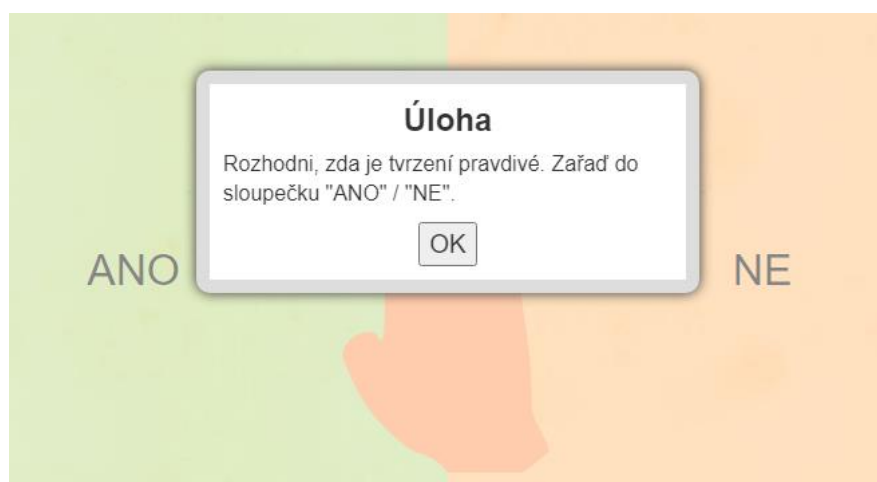 Úloha
Rozhodni, zda je tvrzení pravdivé. Zařaď do
sloupečku "ANO" / "NE".
OK
ANO
NE